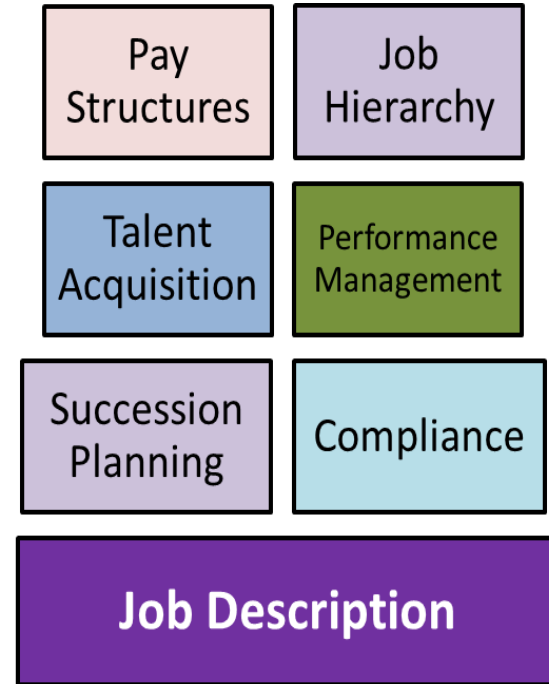 Pay
Structures
Job
Hierarchy
Talent
Acquisition
Performance
Management
Succession
Planning
Compliance
Job Description